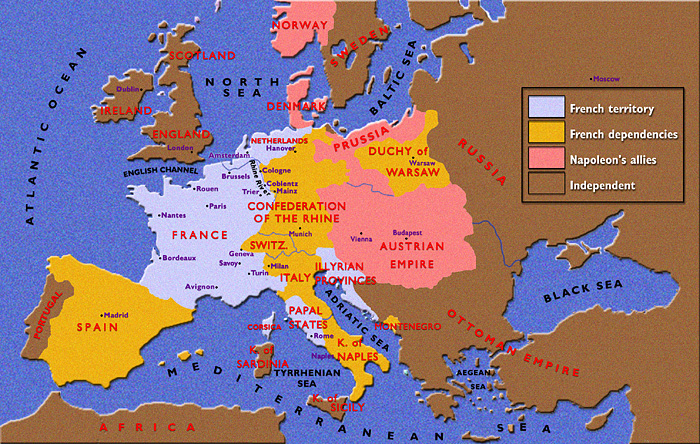 NORWAY
SWEDEN
SCOTLAND
ATLANTIC OCEAN
NORTH
SEA
BALTIC SEA
Moscow
Dublin
IRELAND
DENMARK
French territory
French dependencies
Napoleon's allies
Independent
ENGLAND
London
NETHERLANDS
Hanover
PRUSSIA
DUCHY of
WARSAW
Warsaw
RUSSIA
Amsterdam
ENGLISH CHANNEL
Brussels
Rhine River
Cologne
Coblentz
Trier
Mainz
Rouen
Paris
Nantes
CONFEDERATION
OF THE RHINE
FRANCE
Munich
Vienna
Budapest
AUSTRIAN
EMPIRE
SWITZ.
Geneva
Savoy
Bordeaux
Milan
Turin
ITALY
ILLYRIAN
PROVINCES
Avignon
BLACK SEA
PORTUGAL
Madrid
SPAIN
CORSICA
PAPAL
STATES
Rome
ADRIATIC SEA
MONTENEGRO
OTTOMAN EMPIRE
K. of
SARDINIA
Naples
K. of
NAPLES
TYRRHENIAN
SEA
AEGEAN
SEA
K. of
SICILY
MEDITERRANEAN SEA
AFRICA